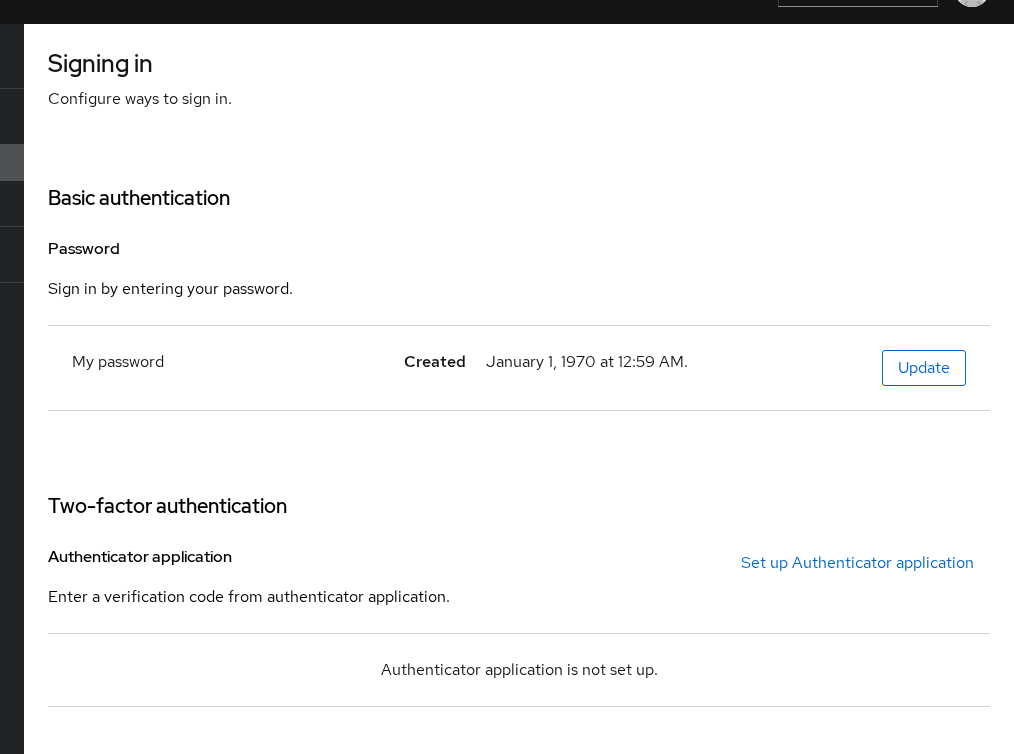 Signing in
Configure ways to sign in.
Basic authentication
Password
Sign in by entering your password.
My password Created January 1, 1970 at 12:59 AM. Update
Two-factor authentication
Authenticator application Set up Authenticator application
Enter a verification code from authenticator application.
Authenticator application is not set up.